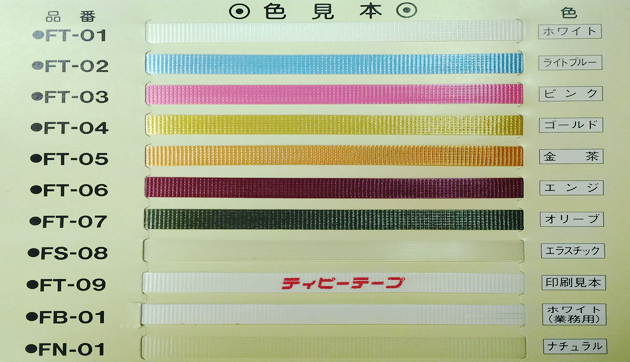 品番 ◉色見本◉ 色
●FT-01 ホワイト
●FT-02 ライトブルー
●FT-03 ピンク
●FT-04 ゴールド
●FT-05 金茶
●FT-06 エンジ
●FT-07 オリーブ
●FS-08 エラスチック
●FT-09 ティピーテープ 印刷見本
●FB-01 ホワイト(業務用)
●FN-01 ナチュラル